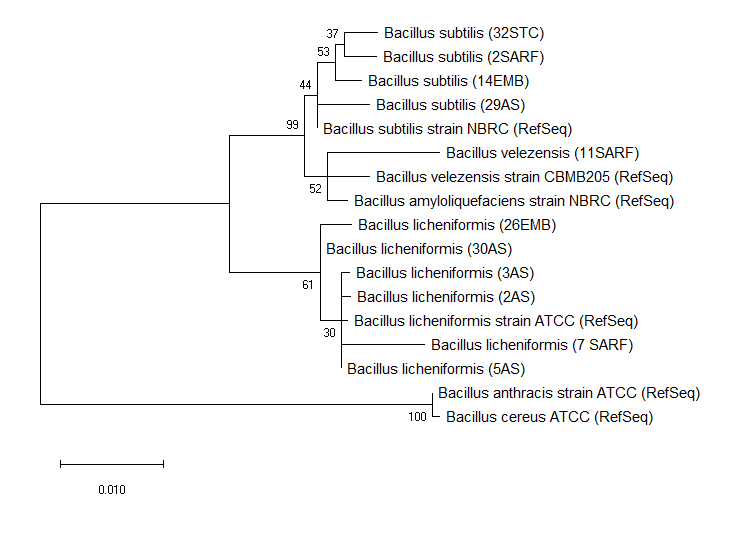 37
Bacillus subtilis (32STC)
53
Bacillus subtilis (2SARF)
44
Bacillus subtilis (14EMB)
Bacillus subtilis (29AS)
99
Bacillus subtilis strain NBRC (RefSeq)
Bacillus velezensis (11SARF)
Bacillus velezensis strain CBMB205 (RefSeq)
52
Bacillus amyloliquefaciens strain NBRC (RefSeq)
Bacillus licheniformis (26EMB)
Bacillus licheniformis (30AS)
Bacillus licheniformis (3AS)
61
Bacillus licheniformis (2AS)
Bacillus licheniformis strain ATCC (RefSeq)
30
Bacillus licheniformis (7 SARF)
Bacillus licheniformis (5AS)
Bacillus anthracis strain ATCC (RefSeq)
100
Bacillus cereus ATCC (RefSeq)
0.010